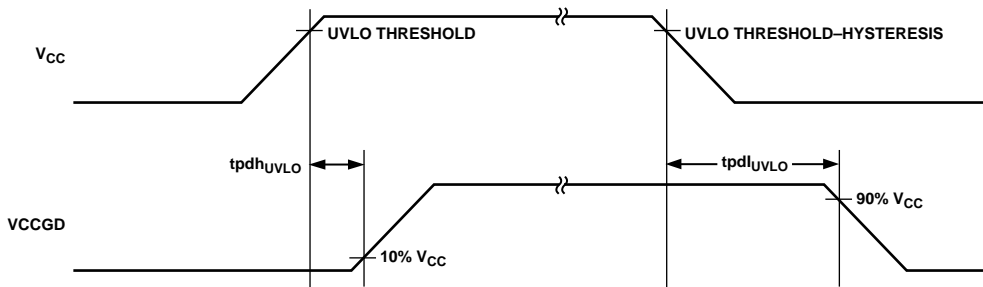 UVLO THRESHOLD
UVLO THRESHOLD–HYSTERESIS
VCC
tpdhUVLO
tpdlUVLO
90% VCC
VCCGD
10% VCC